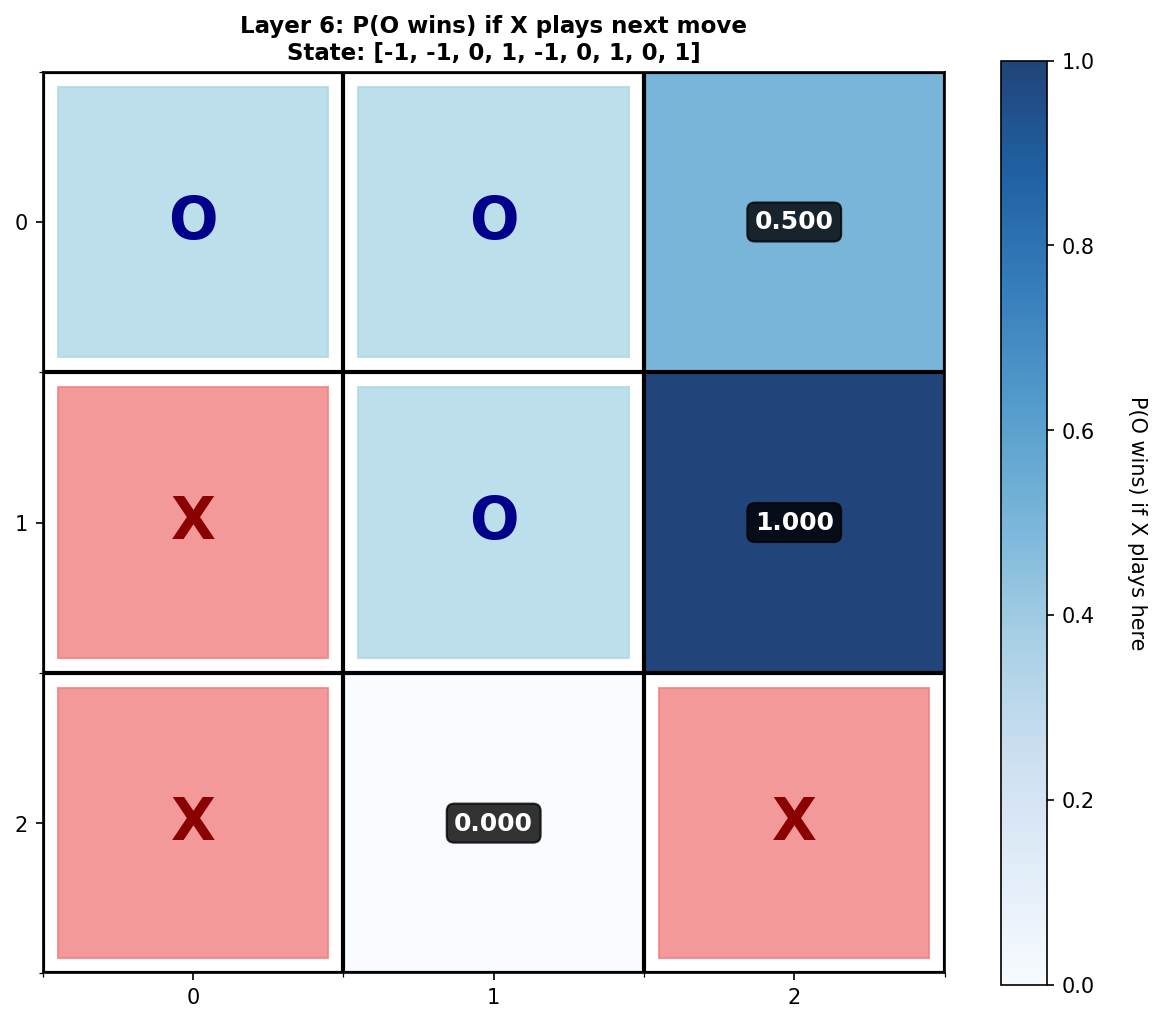 Layer 6: P(O wins) if X plays next move
State: [-1, -1, 0, 1, -1, 0, 1, 0, 1]
0
O
O
0.500
1
X
O
1.000
2
X
0.000
X
0
1
2
1.0
0.8
0.6
0.4
0.2
0.0
P(O wins) if X plays here